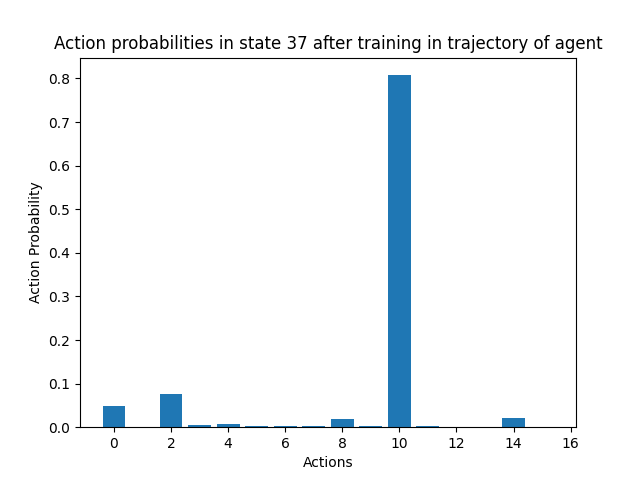 Action probabilities in state 37 after training in trajectory of agent
0.8
0.7
0.6
0.5
0.4
0.3
0.2
0.1
0.0
Action Probability
0 2 4 6 8 10 12 14 16
Actions